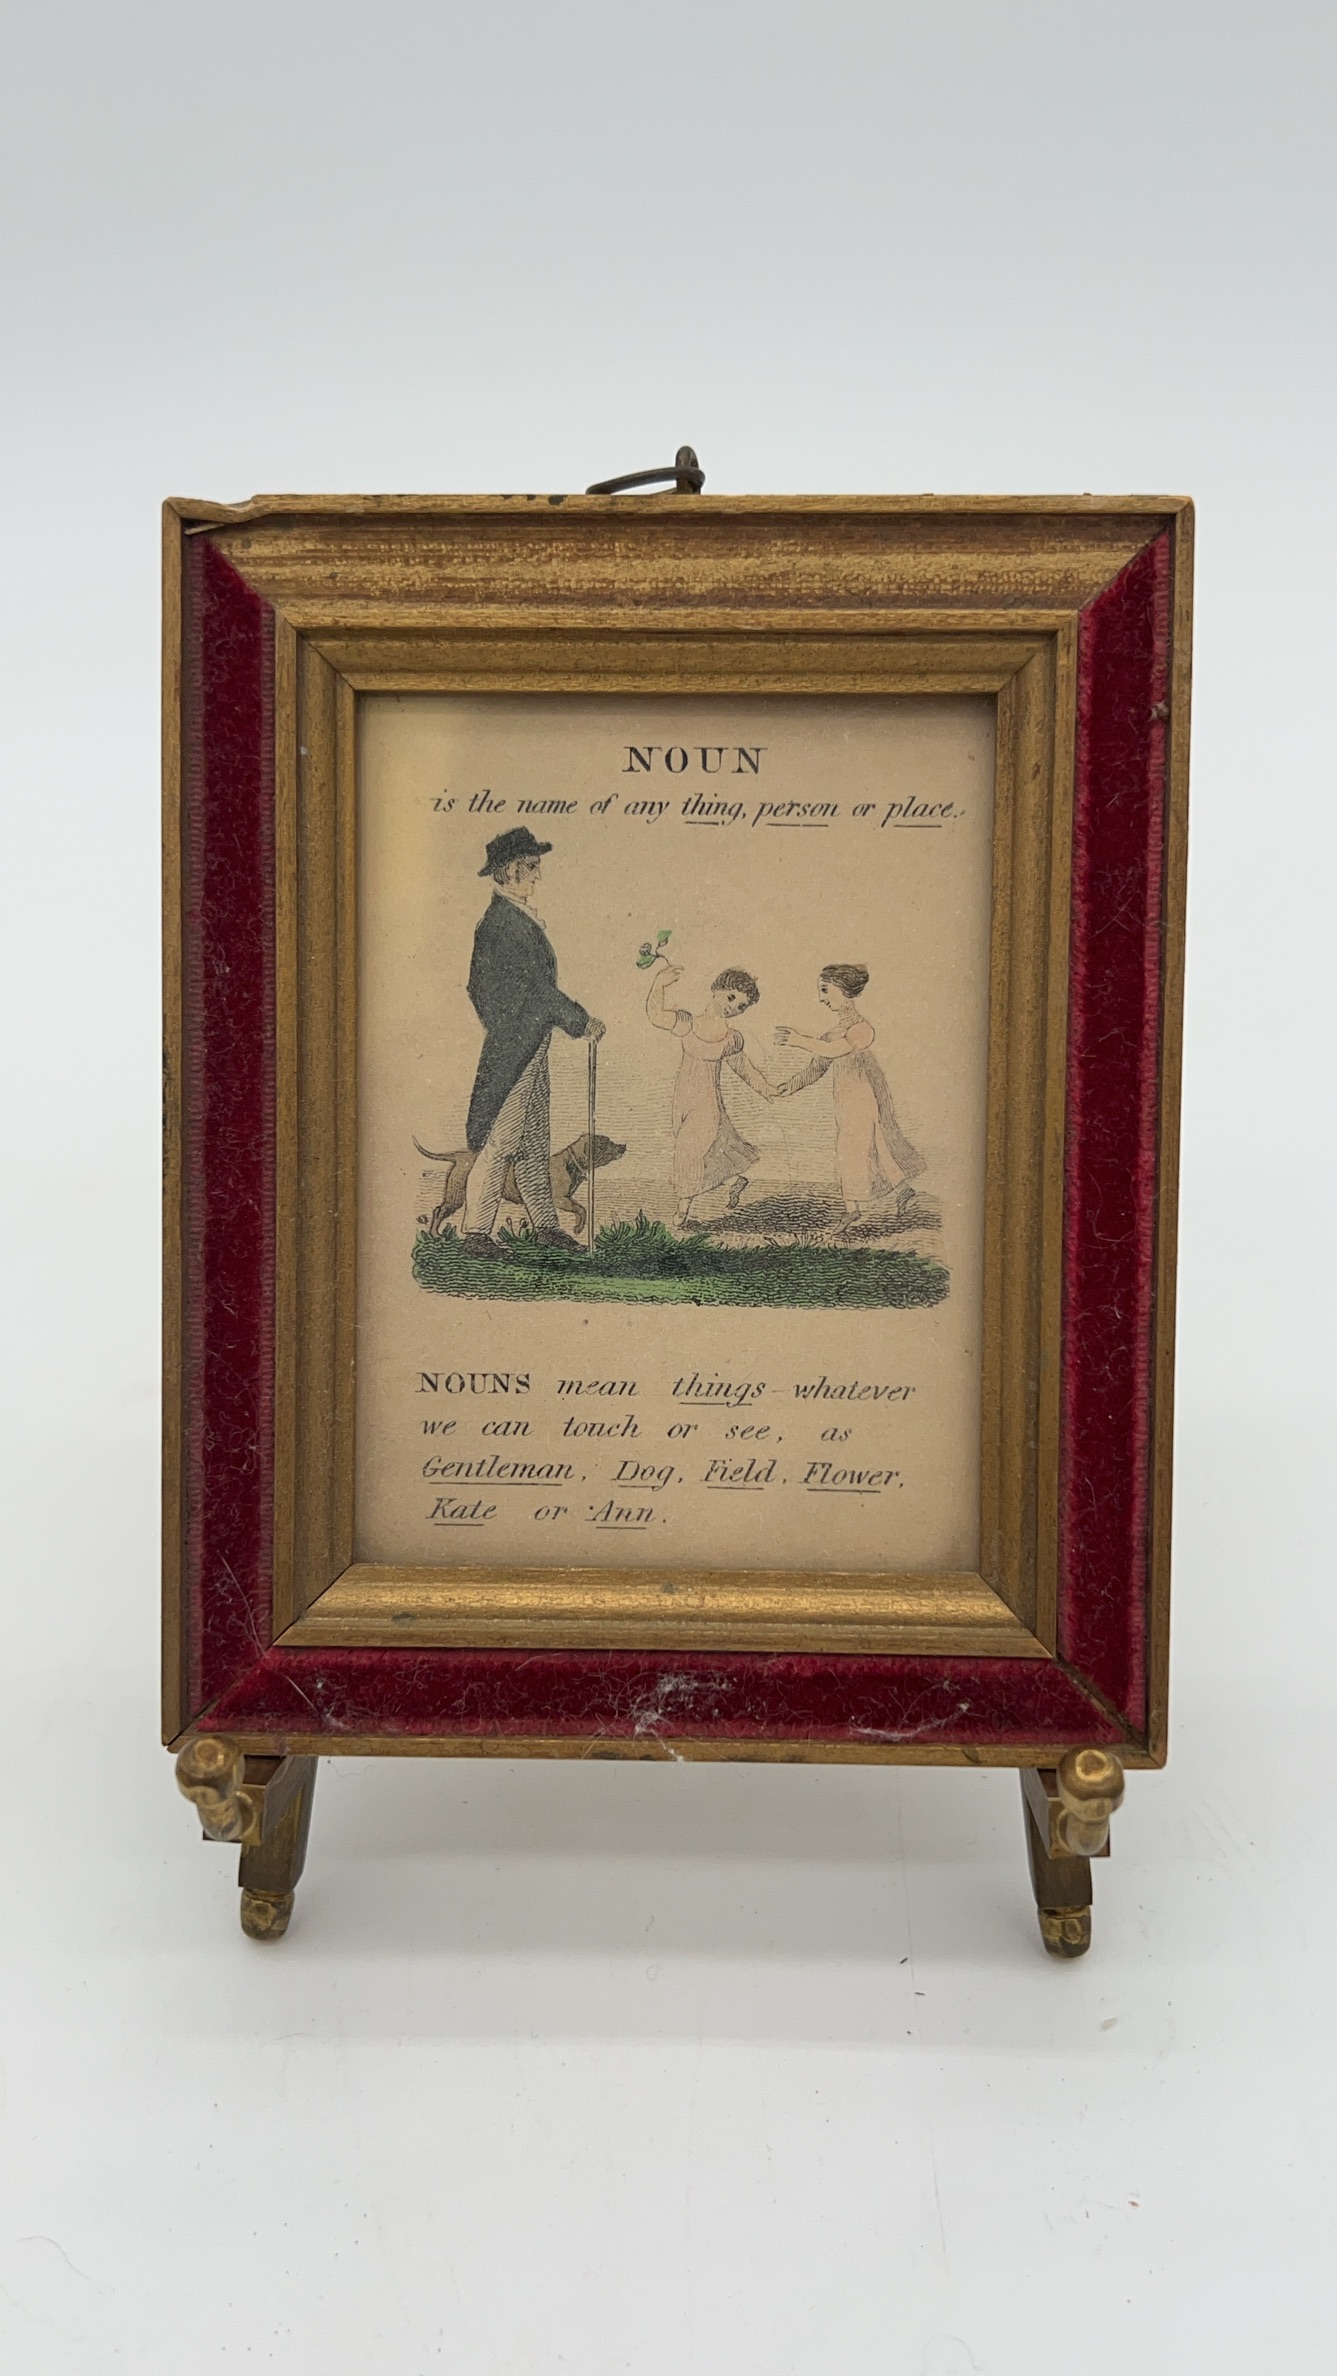 NOUN
is the name of any thing, person or place.
NOUNS mean things - whatever
we can touch or see, as
Gentleman, Dog, Field, Flower,
Kate or Ann.